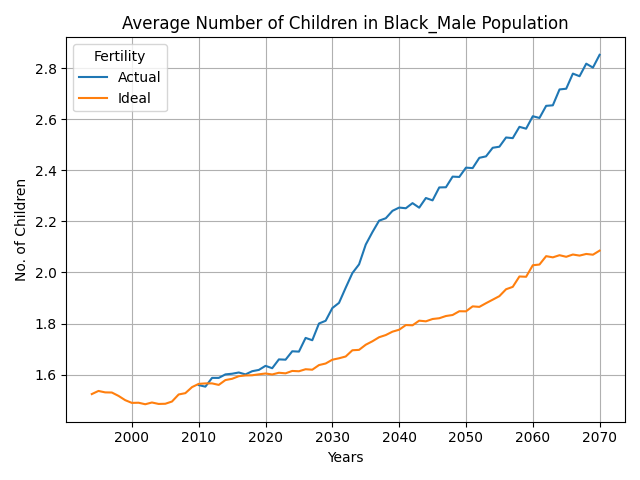 Average Number of Children in Black_Male Population
Fertility
Actual
Ideal
No. of Children
2.8
2.6
2.4
2.2
2.0
1.8
1.6
2000 2010 2020 2030 2040 2050 2060 2070
Years